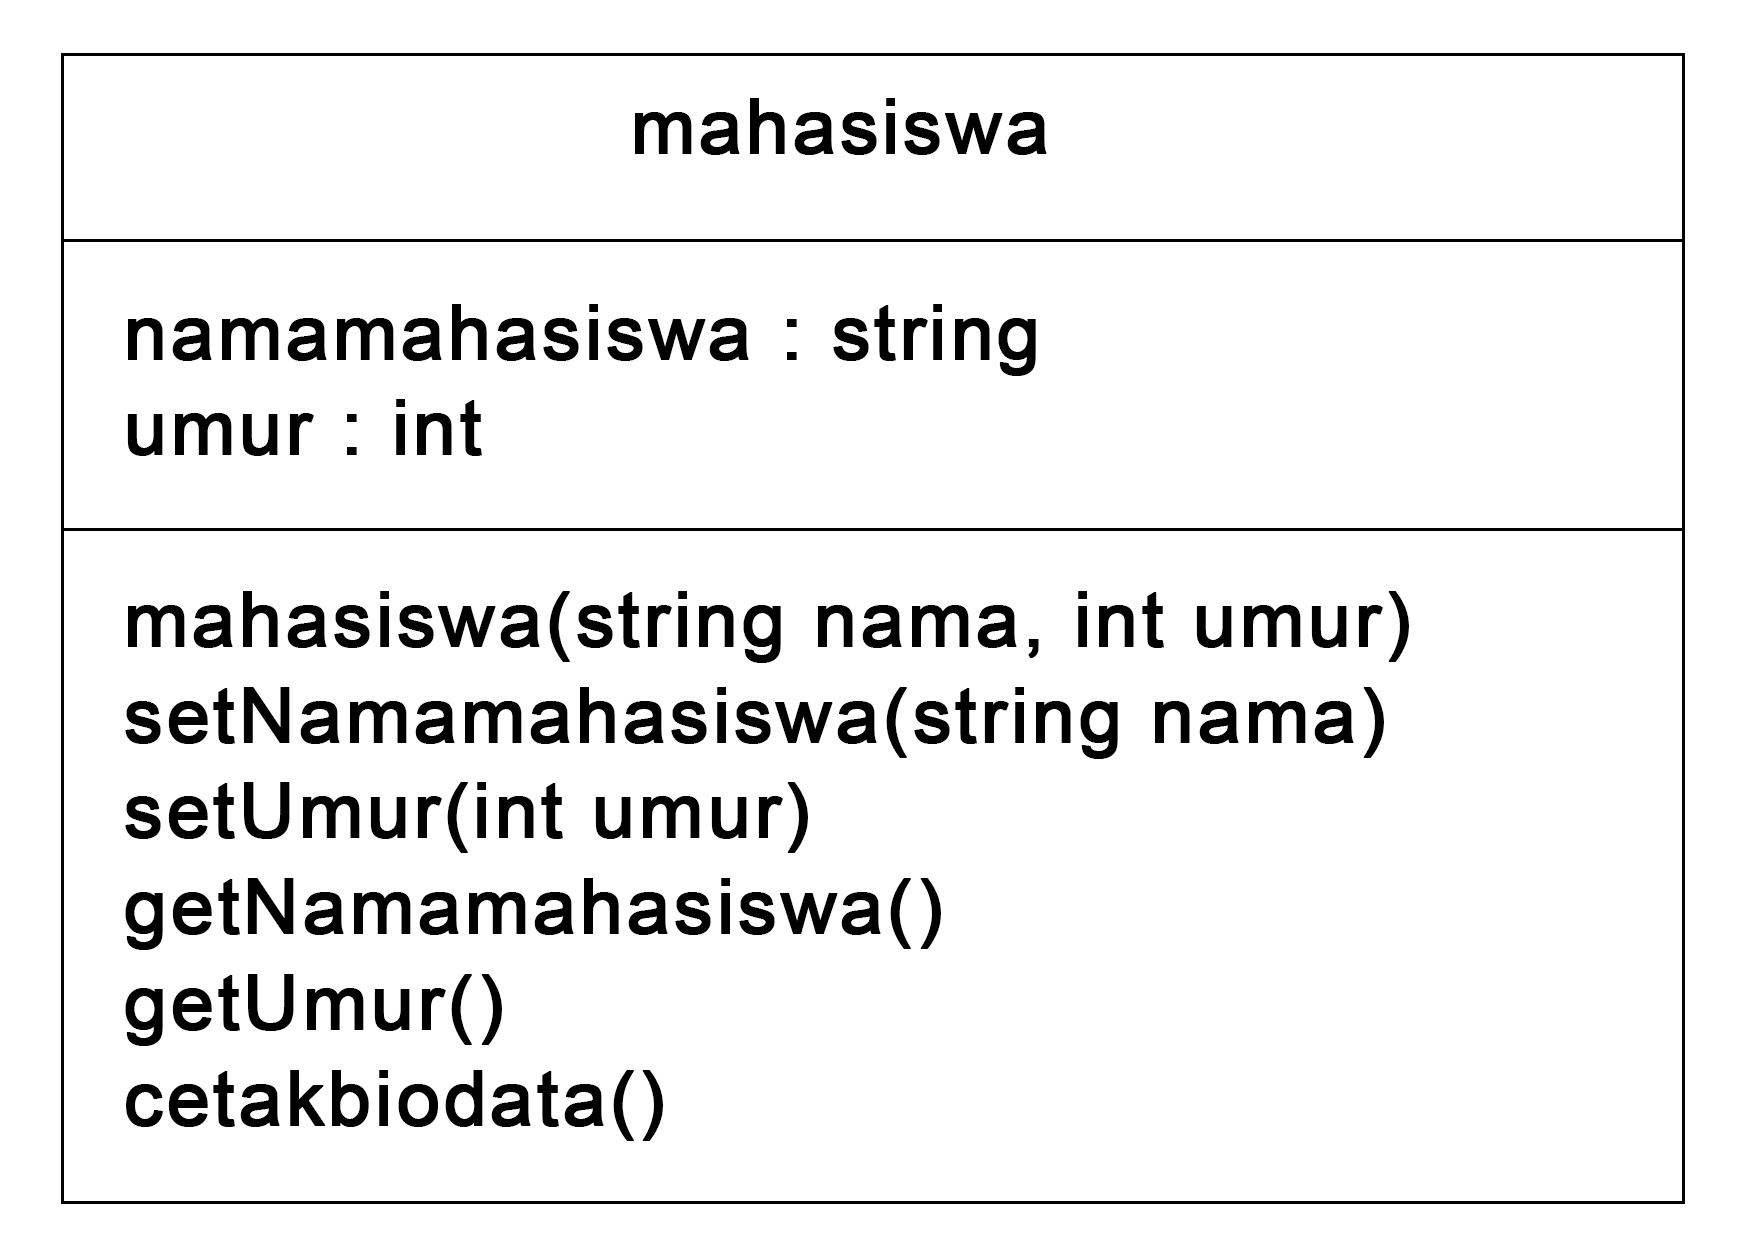 mahasiswa
namamahasiswa : string
umur : int
mahasiswa(string nama, int umur)
setNamamahasiswa(string nama)
setUmur(int umur)
getNamamahasiswa()
getUmur()
cetakbiodata()